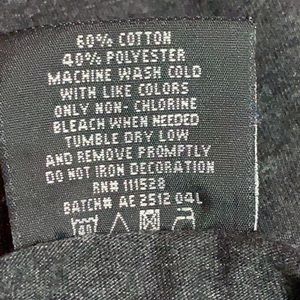 60% COTTON
40% POLYESTER
MACHINE WASH COLD
WITH LIKE COLORS
ONLY NON- CHLORINE
BLEACH WHEN NEEDED
TUMBLE DRY LOW
AND REMOVE PROMPTLY
DO NOT IRON DECORATION
RN# 111528
BATCH# AE 2512 04L
40